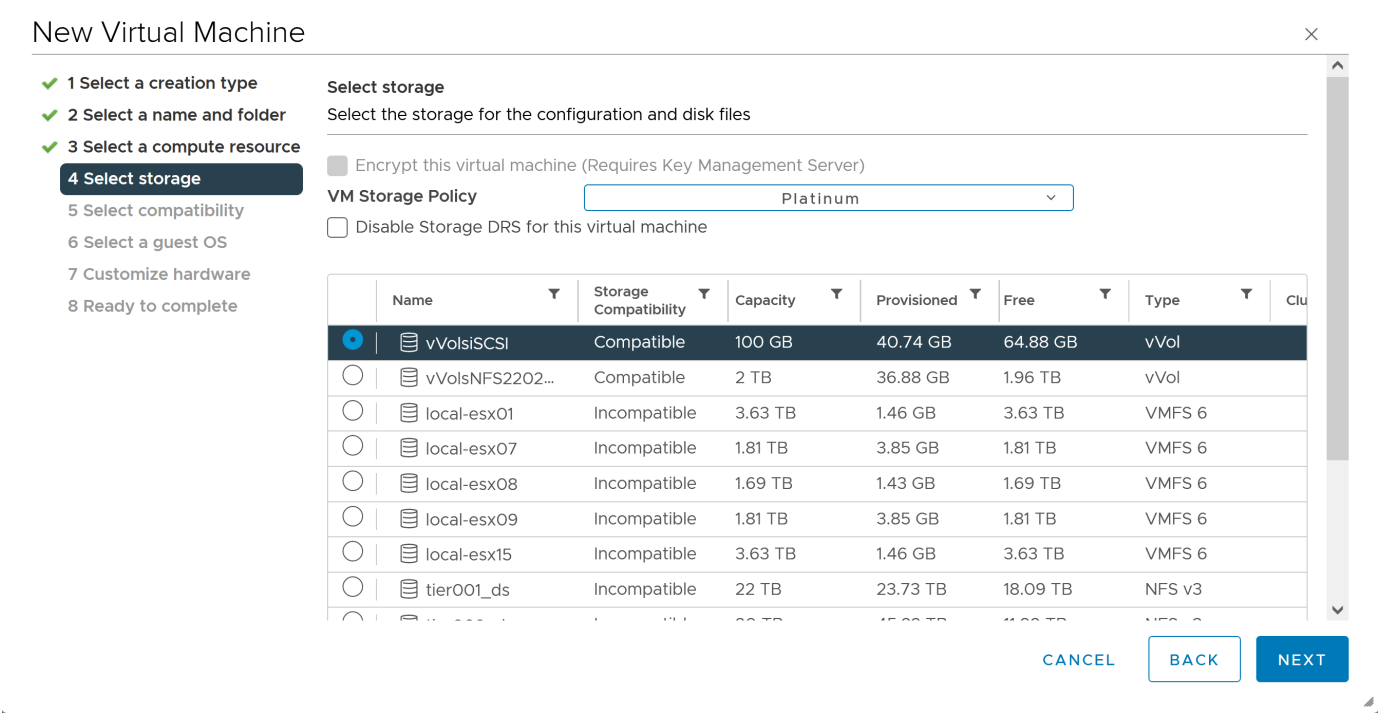 New Virtual Machine
1 Select a creation type
2 Select a name and folder
3 Select a compute resource
4 Select storage
5 Select compatibility
6 Select a guest OS
7 Customize hardware
8 Ready to complete
Select storage
Select the storage for the configuration and disk files
Encrypt this virtual machine (Requires Key Management Server)
VM Storage Policy Platinum
Disable Storage DRS for this virtual machine
Name Storage Compatibility Capacity Provisioned Free Type Clu
vVolsiSCSI Compatible 100 GB 40.74 GB 64.88 GB vVol
vVolsNFS2202... Compatible 2 TB 36.88 GB 1.96 TB vVol
local-esx01 Incompatible 3.63 TB 1.46 GB 3.63 TB VMFS 6
local-esx07 Incompatible 1.81 TB 3.85 GB 1.81 TB VMFS 6
local-esx08 Incompatible 1.69 TB 1.43 GB 1.69 TB VMFS 6
local-esx09 Incompatible 1.81 TB 3.85 GB 1.81 TB VMFS 6
local-esx15 Incompatible 3.63 TB 1.46 GB 3.63 TB VMFS 6
tier001_ds Incompatible 22 TB 23.73 TB 18.09 TB NFS v3
CANCEL BACK NEXT